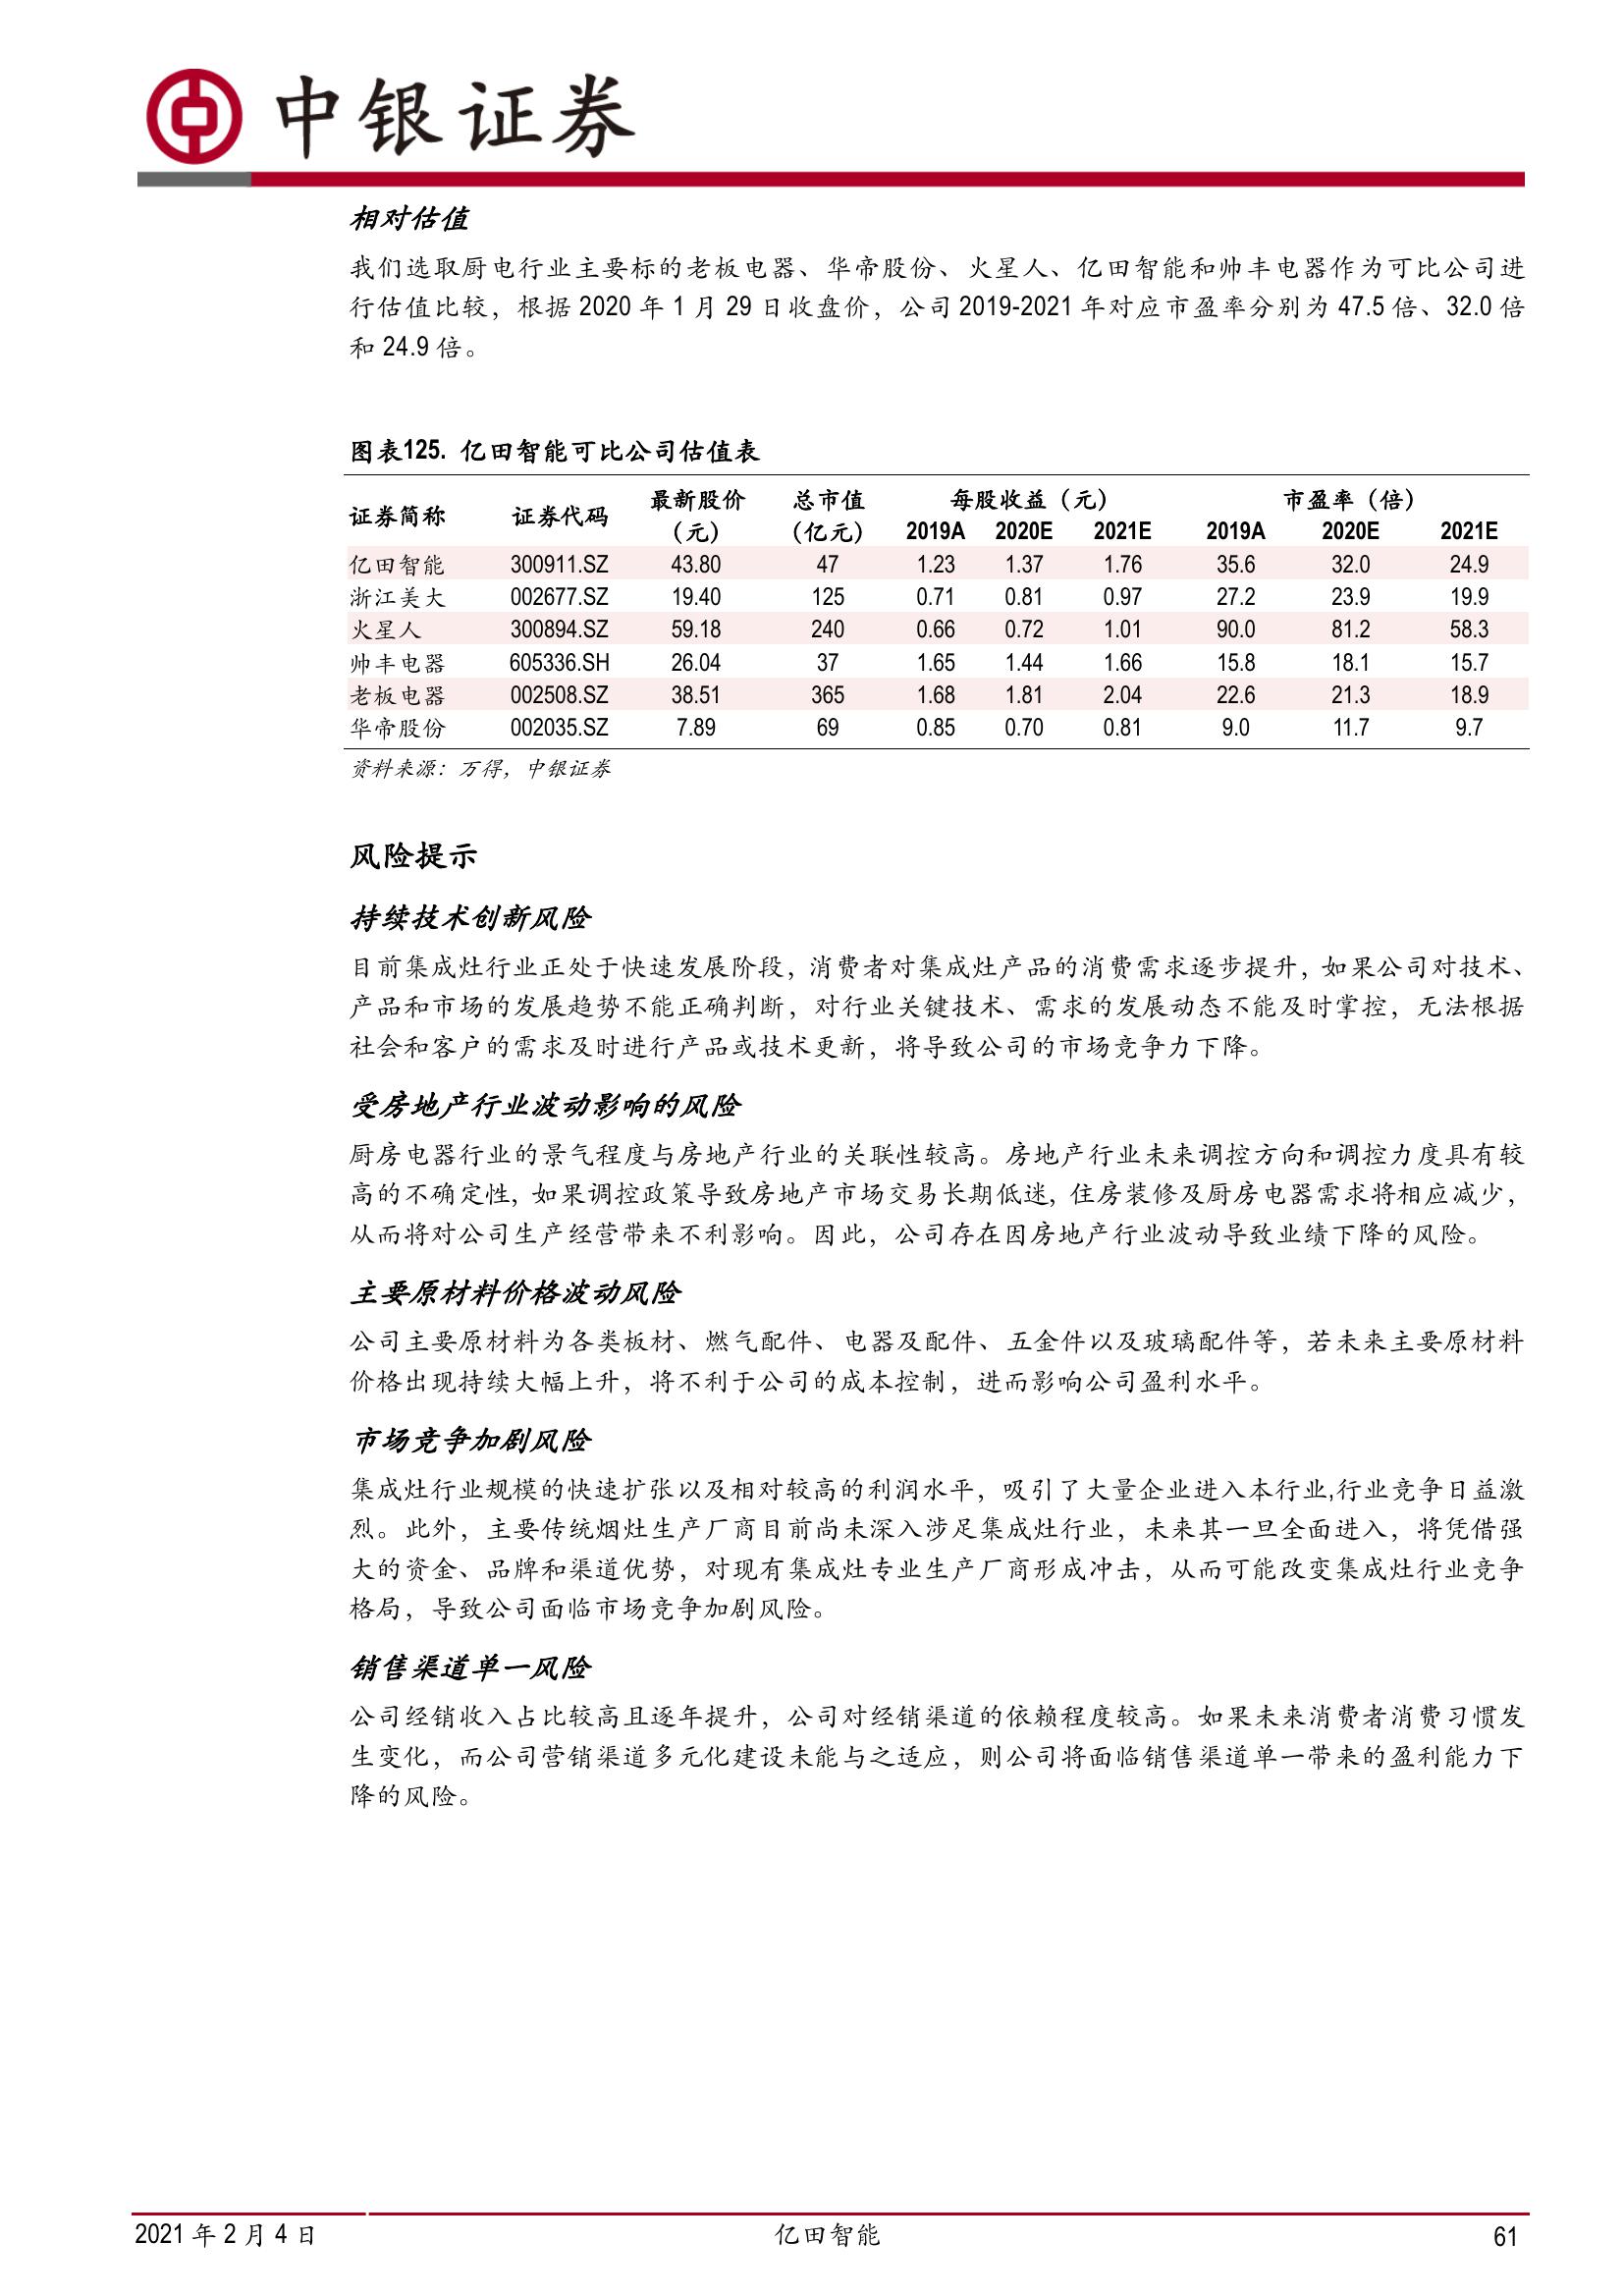 中银证券
相对估值
我们选取厨电行业主要标的老板电器、华帝股份、火星人、亿田智能和帅丰电器作为可比公司进
行估值比较，根据 2020 年 1 月 29 日收盘价，公司 2019-2021 年对应市盈率分别为 47.5 倍、32.0 倍
和 24.9 倍。
图表125. 亿田智能可比公司估值表
证券简称 证券代码 最新股价 总市值 每股收益（元） 市盈率（倍）
（元） （亿元） 2019A 2020E 2021E 2019A 2020E 2021E
亿田智能 300911.SZ 43.80 47 1.23 1.37 1.76 35.6 32.0 24.9
浙江美大 002677.SZ 19.40 125 0.71 0.81 0.97 27.2 23.9 19.9
火星人 300894.SZ 59.18 240 0.66 0.72 1.01 90.0 81.2 58.3
帅丰电器 605336.SH 26.04 37 1.65 1.44 1.66 15.8 18.1 15.7
老板电器 002508.SZ 38.51 365 1.68 1.81 2.04 22.6 21.3 18.9
华帝股份 002035.SZ 7.89 69 0.85 0.70 0.81 9.0 11.7 9.7
资料来源：万得，中银证券
风险提示
持续技术创新风险
目前集成灶行业正处于快速发展阶段，消费者对集成灶产品的消费需求逐步提升，如果公司对技术、
产品和市场的发展趋势不能正确判断，对行业关键技术、需求的发展动态不能及时掌控，无法根据
社会和客户的需求及时进行产品或技术更新，将导致公司的市场竞争力下降。
受房地产行业波动影响的风险
厨房电器行业的景气程度与房地产行业的关联性较高。房地产行业未来调控方向和调控力度具有较
高的不确定性，如果调控政策导致房地产市场交易长期低迷，住房装修及厨房电器需求将相应减少，
从而将对公司生产经营带来不利影响。因此，公司存在因房地产行业波动导致业绩下降的风险。
主要原材料价格波动风险
公司主要原材料为各类板材、燃气配件、电器及配件、五金件以及玻璃配件等，若未来主要原材料
价格出现持续大幅上升，将不利于公司的成本控制，进而影响公司盈利水平。
市场竞争加剧风险
集成灶行业规模的快速扩张以及相对较高的利润水平，吸引了大量企业进入本行业,行业竞争日益激
烈。此外，主要传统烟灶生产厂商目前尚未深入涉足集成灶行业，未来其一旦全面进入，将凭借强
大的资金、品牌和渠道优势，对现有集成灶专业生产厂商形成冲击，从而可能改变集成灶行业竞争
格局，导致公司面临市场竞争加剧风险。
销售渠道单一风险
公司经销收入占比较高且逐年提升，公司对经销渠道的依赖程度较高。如果未来消费者消费习惯发
生变化，而公司营销渠道多元化建设未能与之适应，则公司将面临销售渠道单一带来的盈利能力下
降的风险。
2021 年 2 月 4 日 亿田智能 61